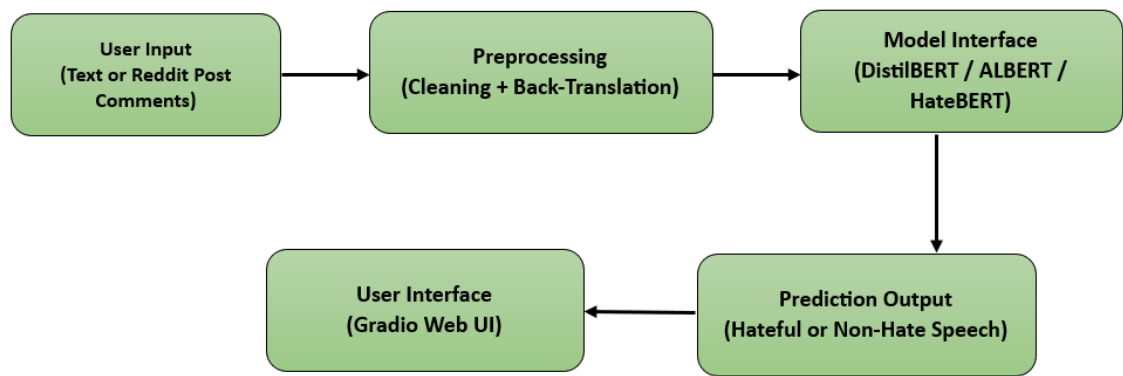 User Input
(Text or Reddit Post
Comments)
Preprocessing
(Cleaning + Back-Translation)
Model Interface
(DistilBERT / ALBERT /
HateBERT)
User Interface
(Gradio Web UI)
Prediction Output
(Hateful or Non-Hate Speech)